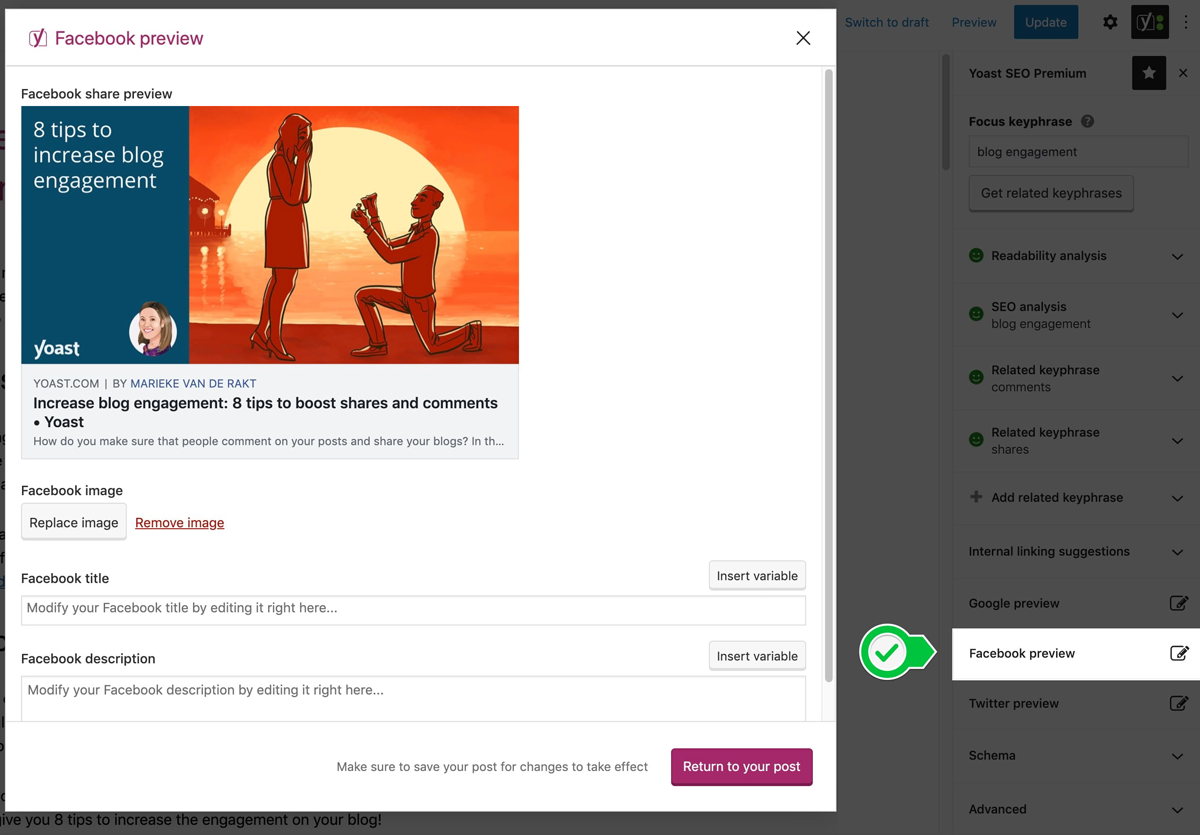 Facebook preview
Facebook share preview
8 tips to
increase blog
engagement
yoast
YOAST.COM | BY MARIEKE VAN DE RAKT
Increase blog engagement: 8 tips to boost shares and comments
• Yoast
How do you make sure that people comment on your posts and share your blogs? In th...
Facebook image
Replace image
Remove image
Facebook title
Insert variable
Modify your Facebook title by editing it right here...
Facebook description
Insert variable
Modify your Facebook description by editing it right here...
Make sure to save your post for changes to take effect
Return to your post
give you 8 tips to increase the engagement on your blog!
Switch to draft
Preview
Update
Yoast SEO Premium
Focus keyphrase
blog engagement
Get related keyphrases
Readability analysis
SEO analysis
blog engagement
Related keyphrase
comments
Related keyphrase
shares
Add related keyphrase
Internal linking suggestions
Google preview
Facebook preview
Twitter preview
Schema
Advanced